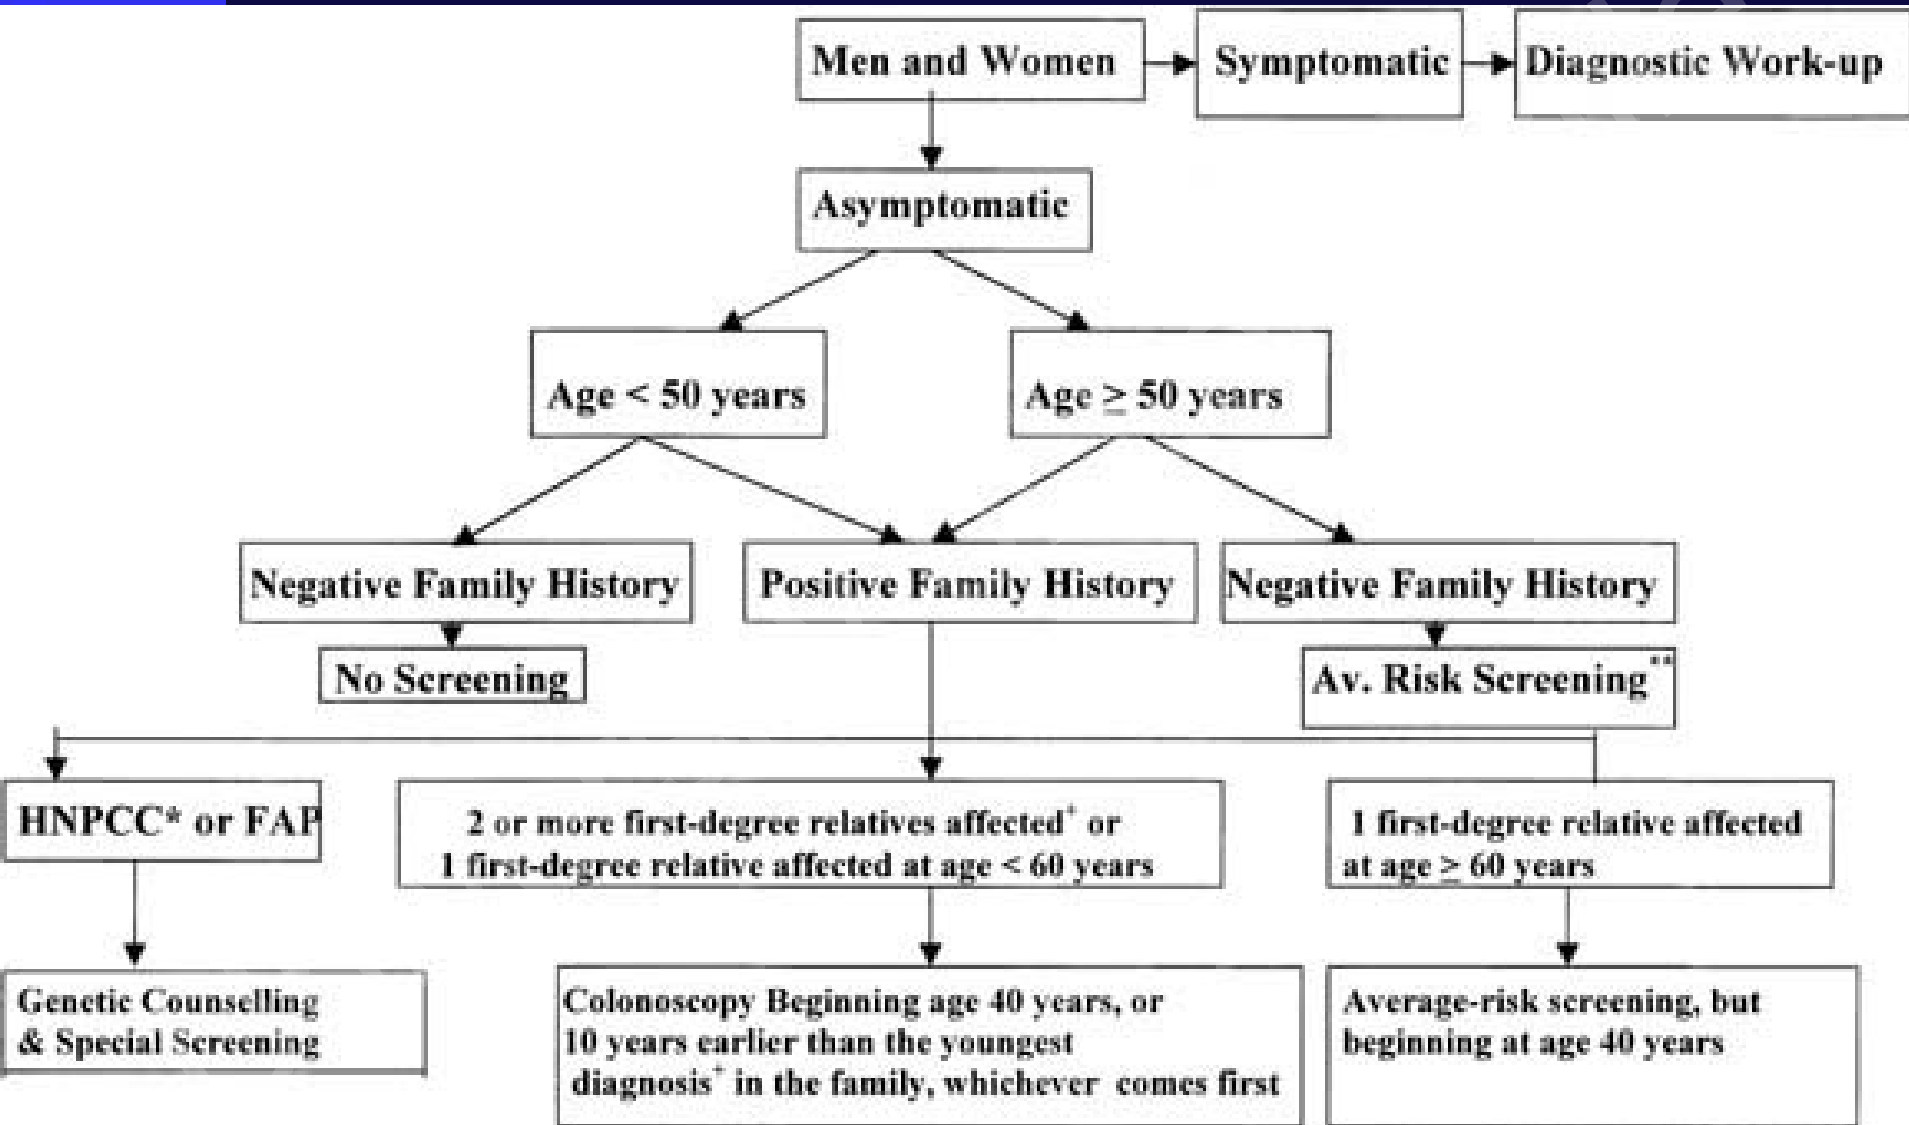 Men and Women
Symptomatic
Diagnostic Work-up
Asymptomatic
Age < 50 years
Age ≥ 50 years
Negative Family History
Positive Family History
Negative Family History
No Screening
Av. Risk Screening**
HNPCC* or FAP
2 or more first-degree relatives affected+ or
1 first-degree relative affected at age < 60 years
1 first-degree relative affected
at age ≥ 60 years
Genetic Counselling
& Special Screening
Colonoscopy Beginning age 40 years, or
10 years earlier than the youngest
diagnosis+ in the family, whichever comes first
Average-risk screening, but
beginning at age 40 years